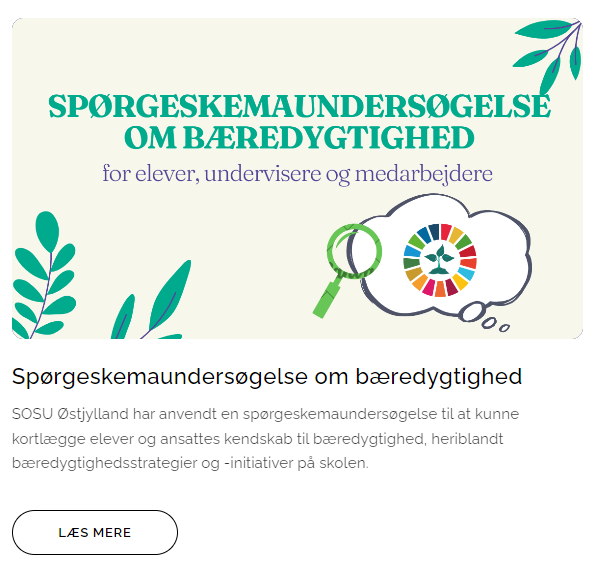 SPØRGESKEMAUNDERSØGELSE
OM BÆREDYGTIGHED
for elever, undervisere og medarbejdere
Spørgeskemaundersøgelse om bæredygtighed
SOSU Østjylland har anvendt en spørgeskemaundersøgelse til at kunne
kortlægge elever og ansattes kendskab til bæredygtighed, heriblandt
bæredygtighedsstrategier og -initiativer på skolen.
LÆS MERE